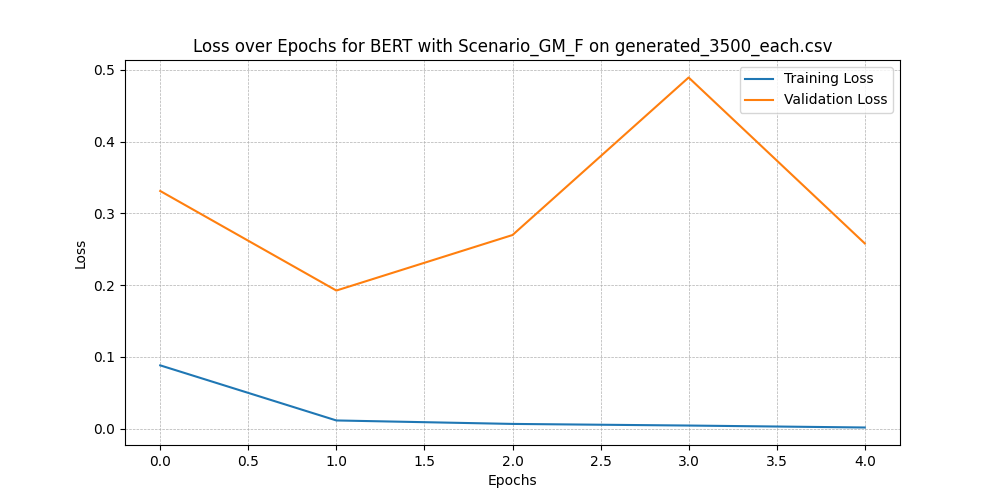 Loss over Epochs for BERT with Scenario_GM_F on generated_3500_each.csv
Training Loss
Validation Loss
0.5
0.4
0.3
0.2
0.1
0.0
Loss
0.0 0.5 1.0 1.5 2.0 2.5 3.0 3.5 4.0
Epochs